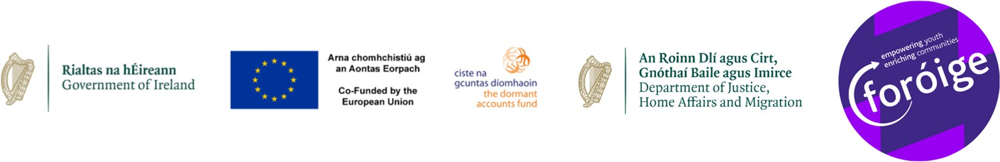 Rialtas na hÉireann
Government of Ireland
Arna chomhchistiú ag
an Aontas Eorpach
Co-Funded by the
European Union
ciste na
gcuntas díomhaoin
the dormant
accounts fund
An Roinn Dlí agus Cirt,
Gnóthaí Baile agus Imirce
Department of Justice,
Home Affairs and Migration
empowering youth
enriching communities
foróige